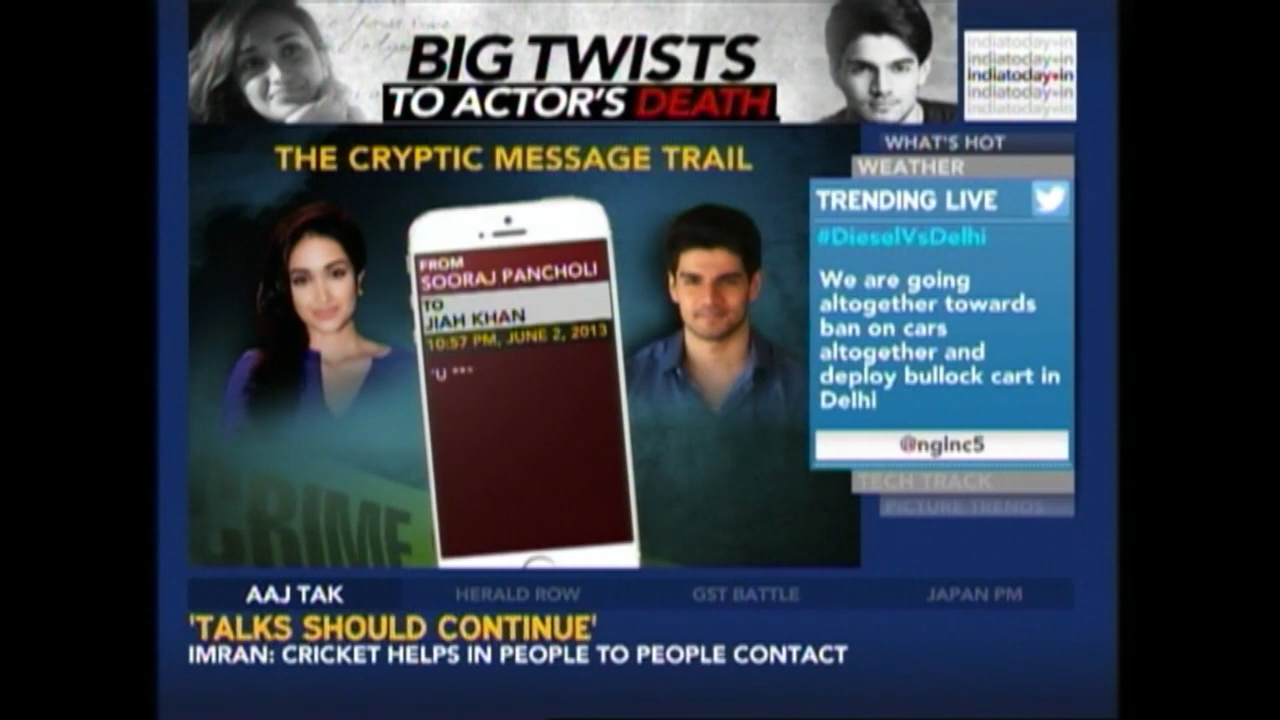 BIG TWISTS
TO ACTOR'S DEATH
indiatoday•in
indiatoday•in
indiatoday•in
indiatoday•in
indiatoday•in
THE CRYPTIC MESSAGE TRAIL
FROM
SOORAJ PANCHOLI
TO
JIAH KHAN
10:57 PM, JUNE 2, 2013
'U ***
CRIME
WHAT'S HOT
WEATHER
TRENDING LIVE
#DieselVsDelhi
We are going
altogether towards
ban on cars
altogether and
deploy bullock cart in
Delhi
@nglnc5
TECH TRACK
PICTURE TRENDS
AAJ TAK HERALD ROW GST BATTLE JAPAN PM
'TALKS SHOULD CONTINUE'
IMRAN: CRICKET HELPS IN PEOPLE TO PEOPLE CONTACT